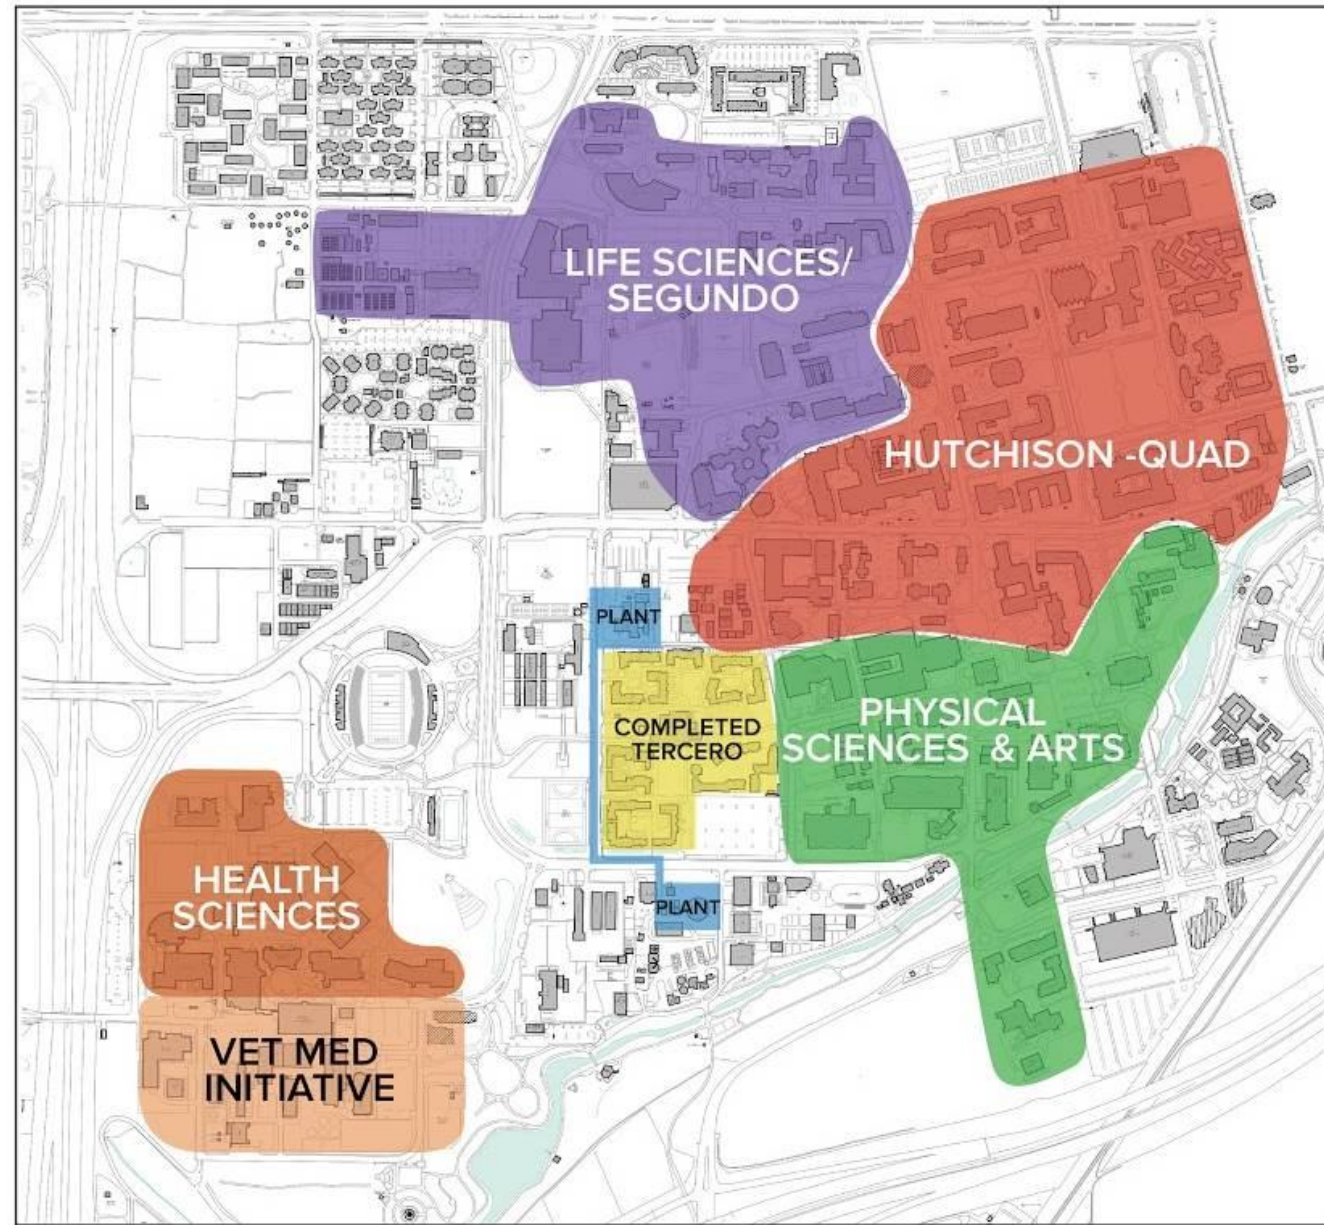 LIFE SCIENCES/
SEGUNDO
HUTCHISON -QUAD
PLANT
COMPLETED
TERCERO
PHYSICAL
SCIENCES & ARTS
HEALTH
SCIENCES
PLANT
VET MED
INITIATIVE